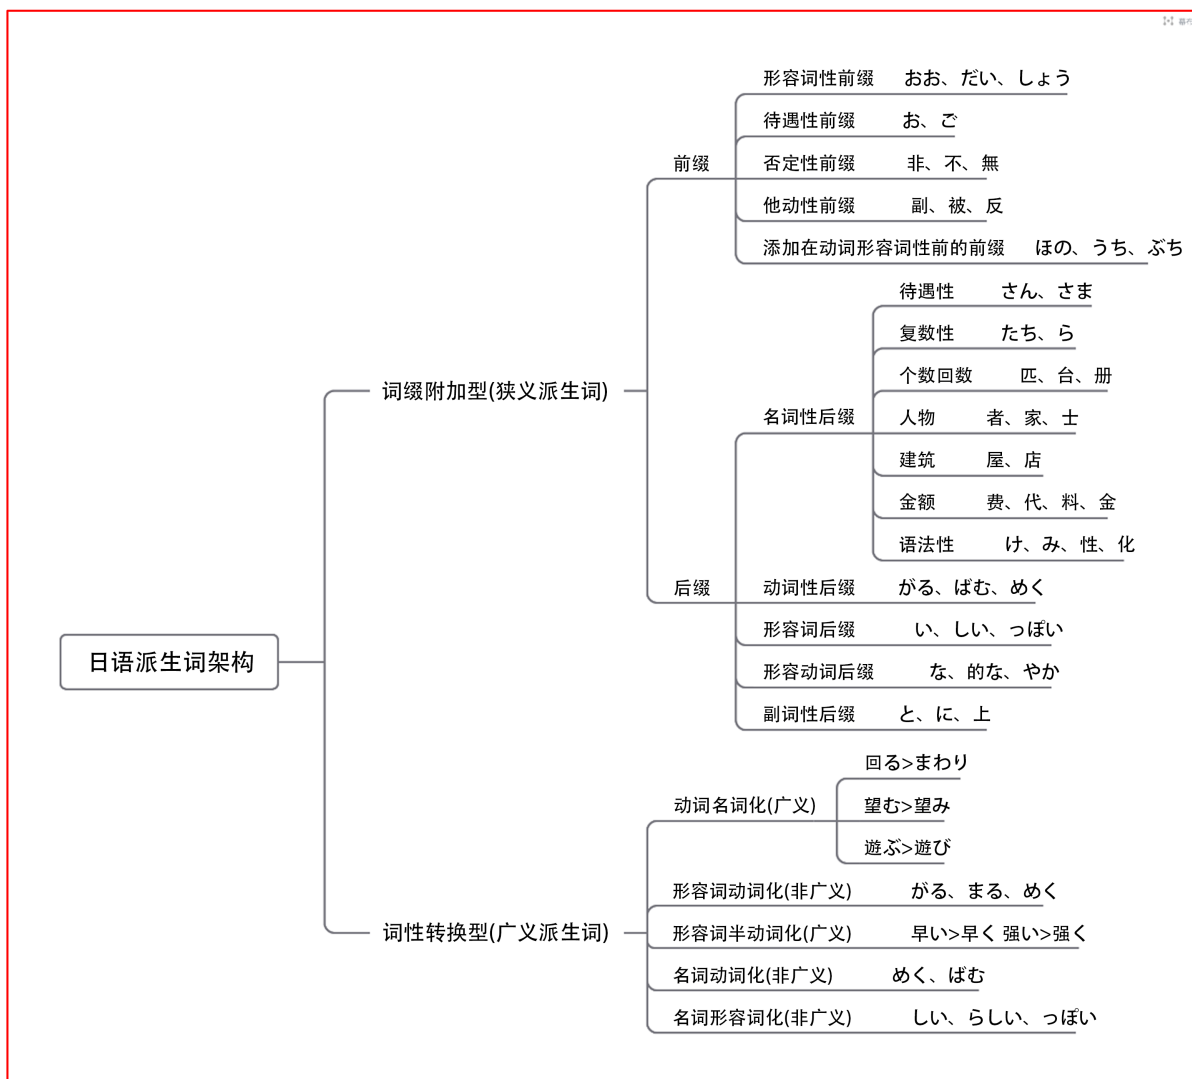 幕布
形容词性前缀 おお、だい、しょう
待遇性前缀 お、ご
前缀
否定性前缀 非、不、無
他动性前缀 副、被、反
添加在动词形容词性前的前缀 ほの、うち、ぶち
待遇性 さん、さま
复数性 たち、ら
个数回数 匹、台、册
词缀附加型(狭义派生词)
名词性后缀
人物 者、家、士
建筑 屋、店
金额 费、代、料、金
语法性 け、み、性、化
后缀
动词性后缀 がる、ばむ、めく
形容词后缀 い、しい、っぽい
日语派生词架构
形容动词后缀 な、的な、やか
副词性后缀 と、に、上
回る>まわり
动词名词化(广义)
望む>望み
遊ぶ>遊び
形容词动词化(非广义) がる、まる、めく
词性转换型(广义派生词)
形容词半动词化(广义) 早い>早く 强い>强く
名词动词化(非广义) めく、ばむ
名词形容词化(非广义) しい、らしい、っぽい